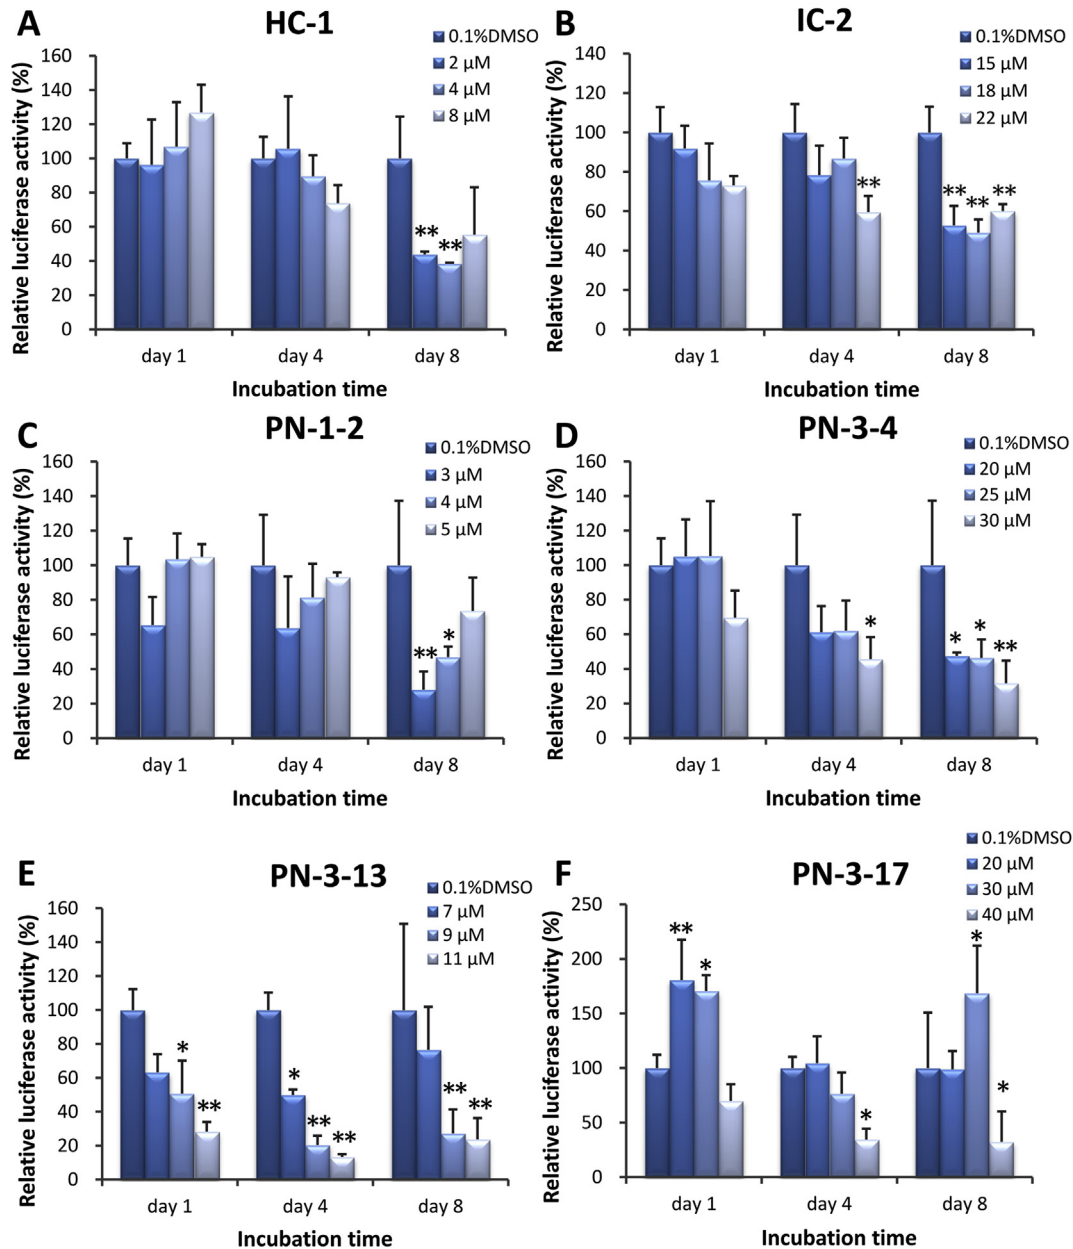 A
HC-1
0.1%DMSO
2 μM
4 μM
8 μM
Relative luciferase activity (%)
160
140
120
100
80
60
40
20
0
** **
day 1 day 4 day 8
Incubation time
B
IC-2
0.1%DMSO
15 μM
18 μM
22 μM
Relative luciferase activity (%)
140
120
100
80
60
40
20
0
** ** ** **
day 1 day 4 day 8
Incubation time
C
PN-1-2
0.1%DMSO
3 μM
4 μM
5 μM
Relative luciferase activity (%)
160
140
120
100
80
60
40
20
0
** *
day 1 day 4 day 8
Incubation time
D
PN-3-4
0.1%DMSO
20 μM
25 μM
30 μM
Relative luciferase activity (%)
160
140
120
100
80
60
40
20
0
* * * **
day 1 day 4 day 8
Incubation time
E
PN-3-13
0.1%DMSO
7 μM
9 μM
11 μM
Relative luciferase activity (%)
160
140
120
100
80
60
40
20
0
* ** * ** ** ** **
day 1 day 4 day 8
Incubation time
F
PN-3-17
0.1%DMSO
20 μM
30 μM
40 μM
Relative luciferase activity (%)
250
200
150
100
50
0
** * * * *
day 1 day 4 day 8
Incubation time